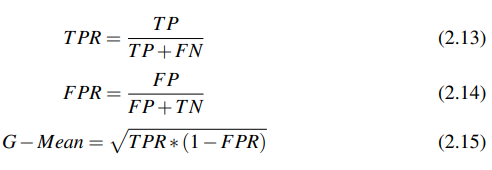 TPR = TP / (TP + FN) (2.13)
FPR = FP / (FP + TN) (2.14)
G − Mean = √(TPR ∗ (1 − FPR)) (2.15)